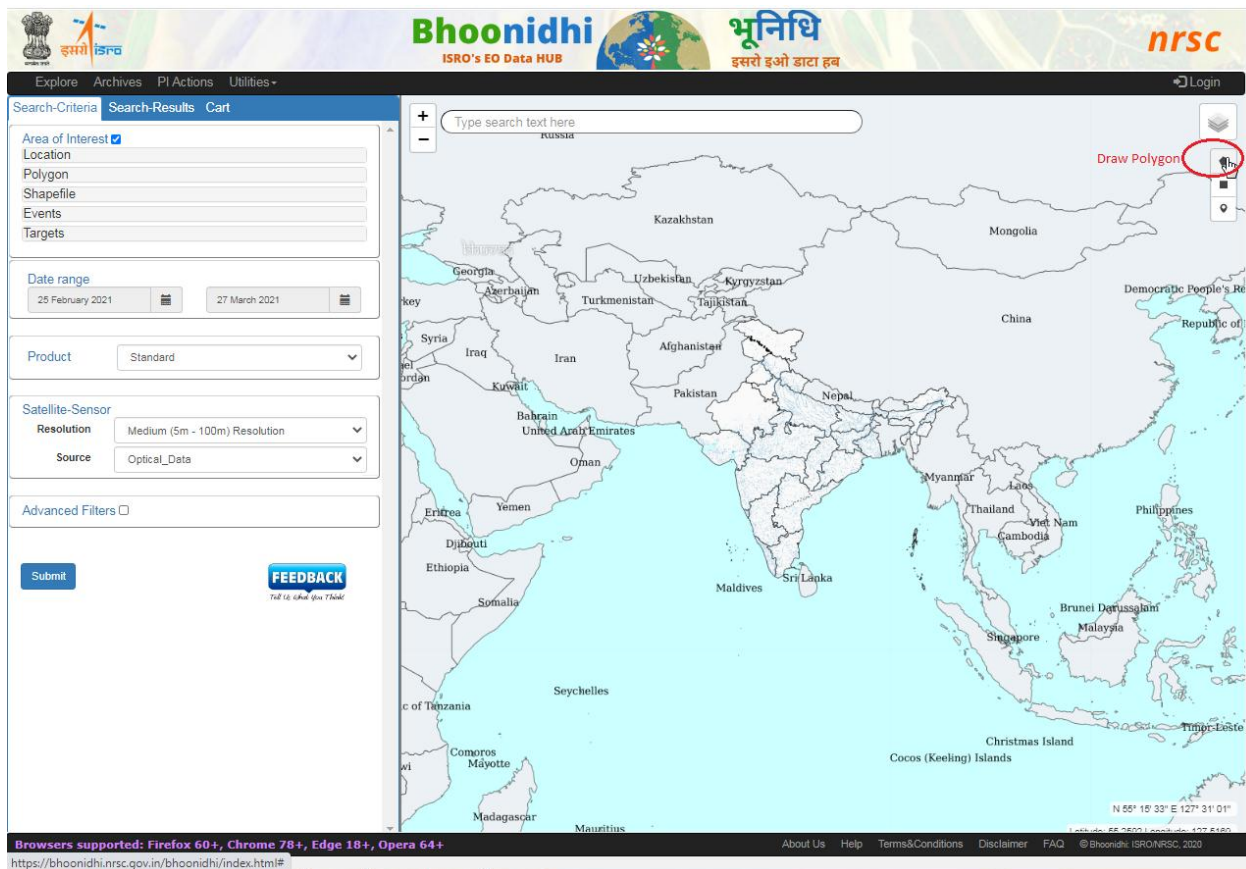 इसरो isro
Bhoonidhi
ISRO's EO Data HUB
भूनिधि
इसरो इओ डाटा हब
nrsc
Explore Archives PI Actions Utilities
Login
Search-Criteria Search-Results Cart
Area of Interest
Location
Polygon
Shapefile
Events
Targets
Date range
25 February 2021 27 March 2021
Product Standard
Satellite-Sensor
Resolution Medium (5m - 100m) Resolution
Source Optical_Data
Advanced Filters
Submit
FEEDBACK
Tell Us What You Think!
+
−
Type search text here
Draw Polygon
Russia
Kazakhstan
Mongolia
Georgia
Uzbekistan
Kyrgyzstan
Azerbaijan
Turkmenistan
Tajikistan
key
Democratic People's Re
China
Republic of
Syria
Iraq
Iran
Afghanistan
el
ordan
Kuwait
Pakistan
Nepal
Bahrain
United Arab Emirates
Oman
Myanmar
Laos
Eritrea
Yemen
Thailand
Viet Nam
Philippines
Cambodia
Djibouti
Ethiopia
Maldives
Sri Lanka
Somalia
Brunei Darussalam
Malaysia
Singapore
Seychelles
c of Tanzania
Timor-Leste
Christmas Island
Cocos (Keeling) Islands
Comoros
Mayotte
wi
Madagascar
Mauritius
N 55° 15' 33" E 127° 31' 01"
Browsers supported: Firefox 60+, Chrome 78+, Edge 18+, Opera 64+
About Us Help Terms&Conditions Disclaimer FAQ © Bhoonidhi: ISRO/NRSC, 2020
https://bhoonidhi.nrsc.gov.in/bhoonidhi/index.html#